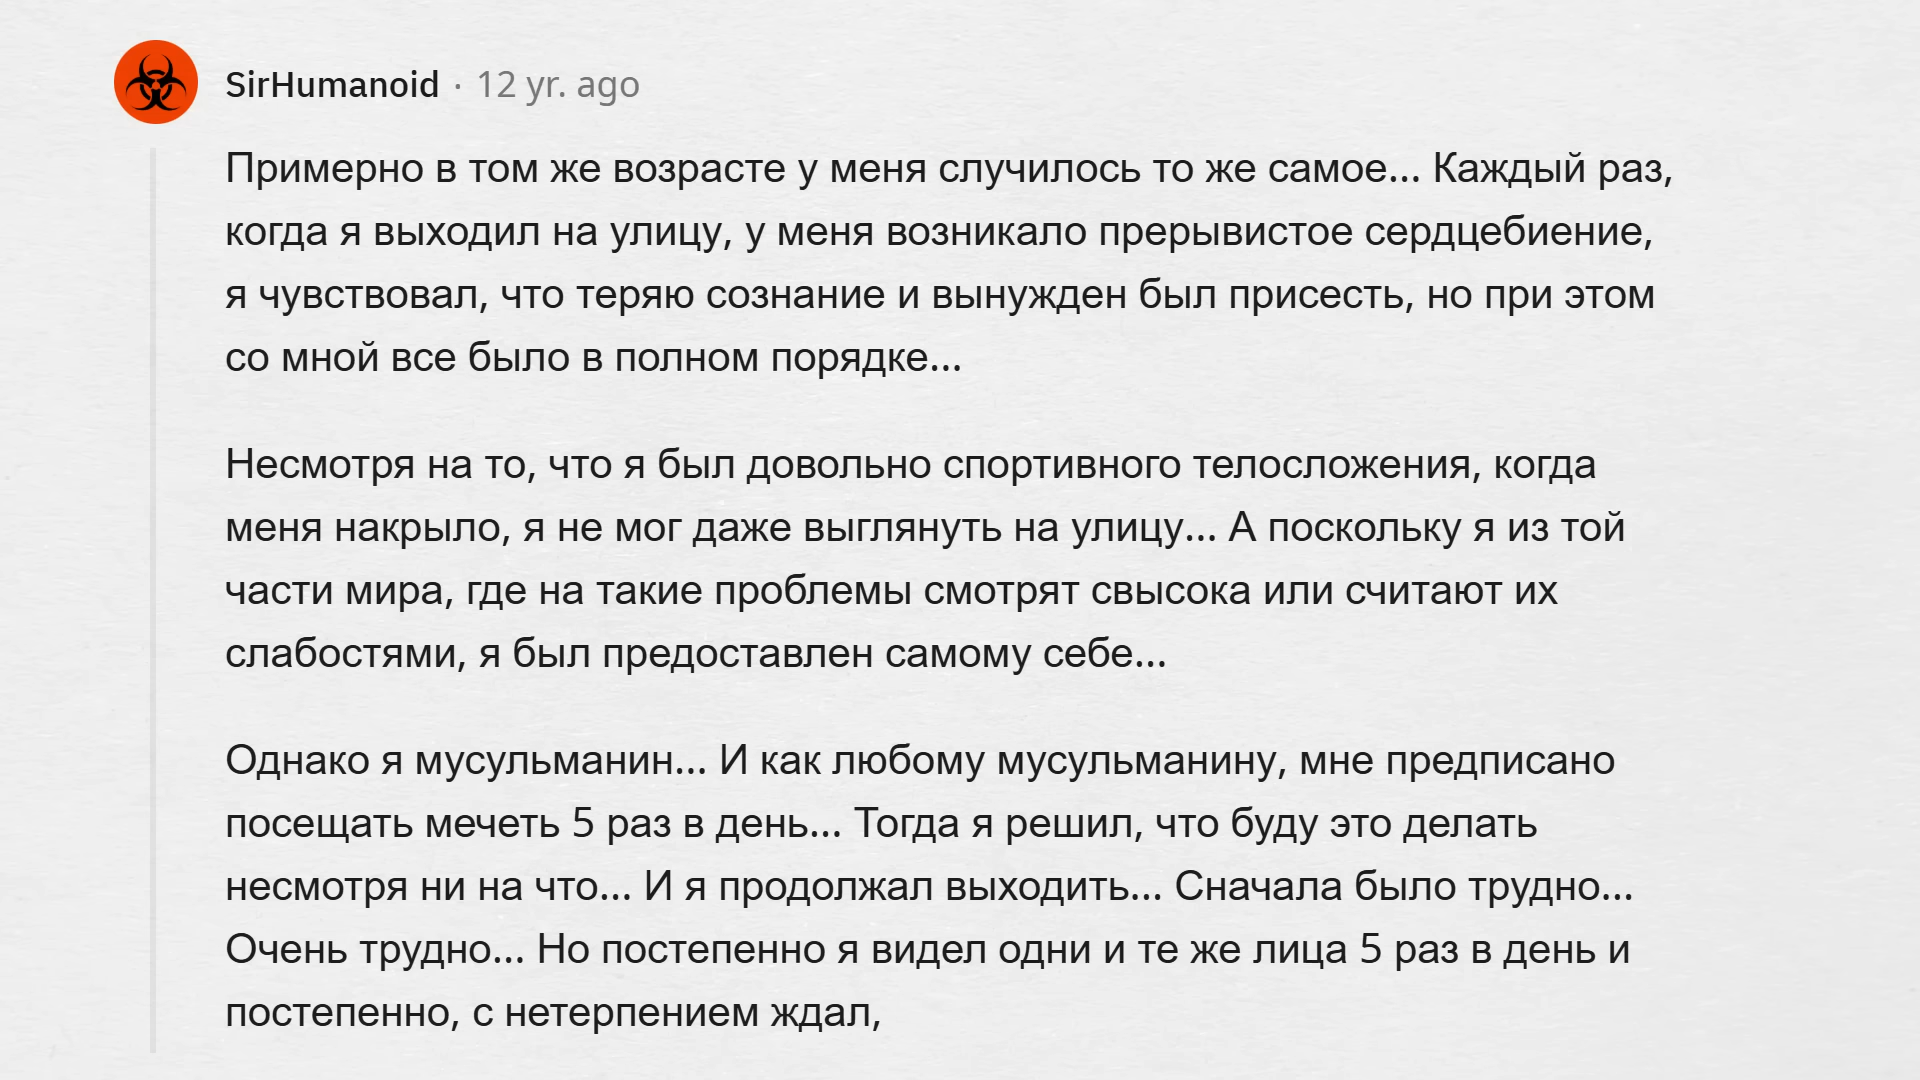 SirHumanoid · 12 yr. ago
Примерно в том же возрасте у меня случилось то же самое... Каждый раз,
когда я выходил на улицу, у меня возникало прерывистое сердцебиение,
я чувствовал, что теряю сознание и вынужден был присесть, но при этом
со мной все было в полном порядке...
Несмотря на то, что я был довольно спортивного телосложения, когда
меня накрыло, я не мог даже выглянуть на улицу... А поскольку я из той
части мира, где на такие проблемы смотрят свысока или считают их
слабостями, я был предоставлен самому себе...
Однако я мусульманин... И как любому мусульманину, мне предписано
посещать мечеть 5 раз в день... Тогда я решил, что буду это делать
несмотря ни на что... И я продолжал выходить... Сначала было трудно...
Очень трудно... Но постепенно я видел одни и те же лица 5 раз в день и
постепенно, с нетерпением ждал,